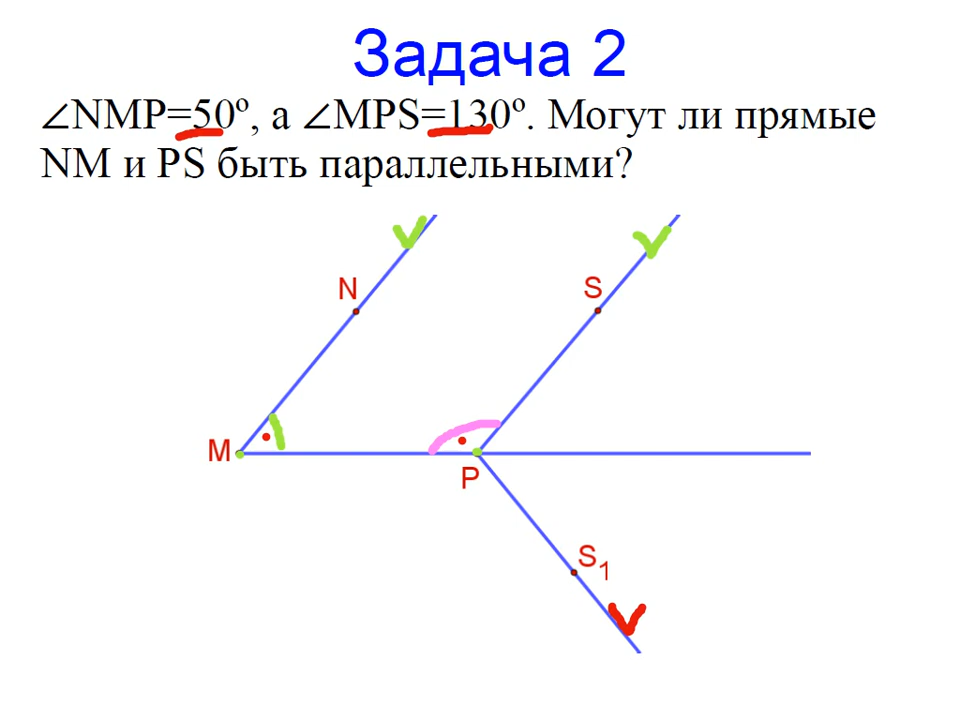 Задача 2
∠NMP=50º, а ∠MPS=130º. Могут ли прямые
NM и PS быть параллельными?
N
S
M
P
S₁